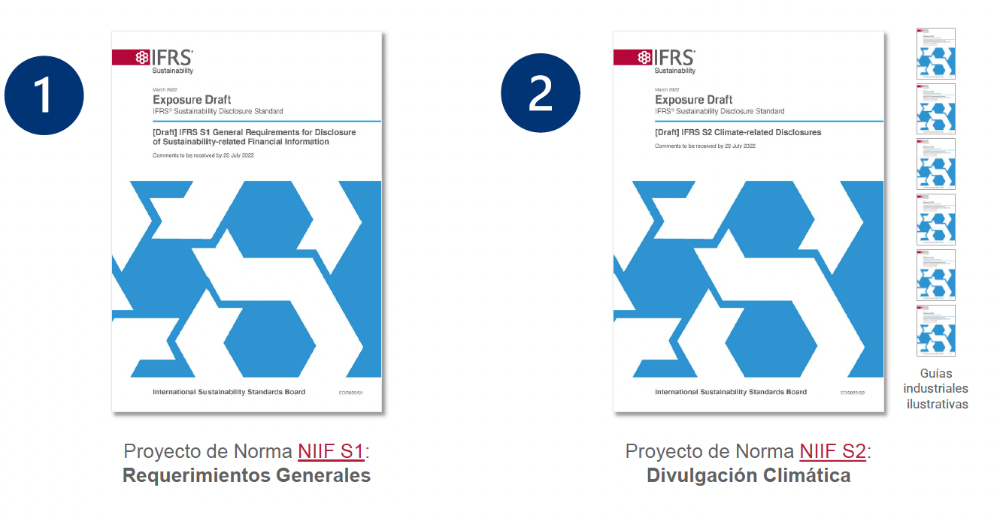 1
IFRS®
Sustainability
March 2022
Exposure Draft
IFRS® Sustainability Disclosure Standard
[Draft] IFRS S1 General Requirements for Disclosure
of Sustainability-related Financial Information
Comments to be received by 29 July 2022
International Sustainability Standards Board
ED/2022/S1
Proyecto de Norma NIIF S1:
Requerimientos Generales
2
IFRS®
Sustainability
March 2022
Exposure Draft
IFRS® Sustainability Disclosure Standard
[Draft] IFRS S2 Climate-related Disclosures
Comments to be received by 29 July 2022
International Sustainability Standards Board
ED/2022/S2
Guías
industriales
ilustrativas
Proyecto de Norma NIIF S2:
Divulgación Climática